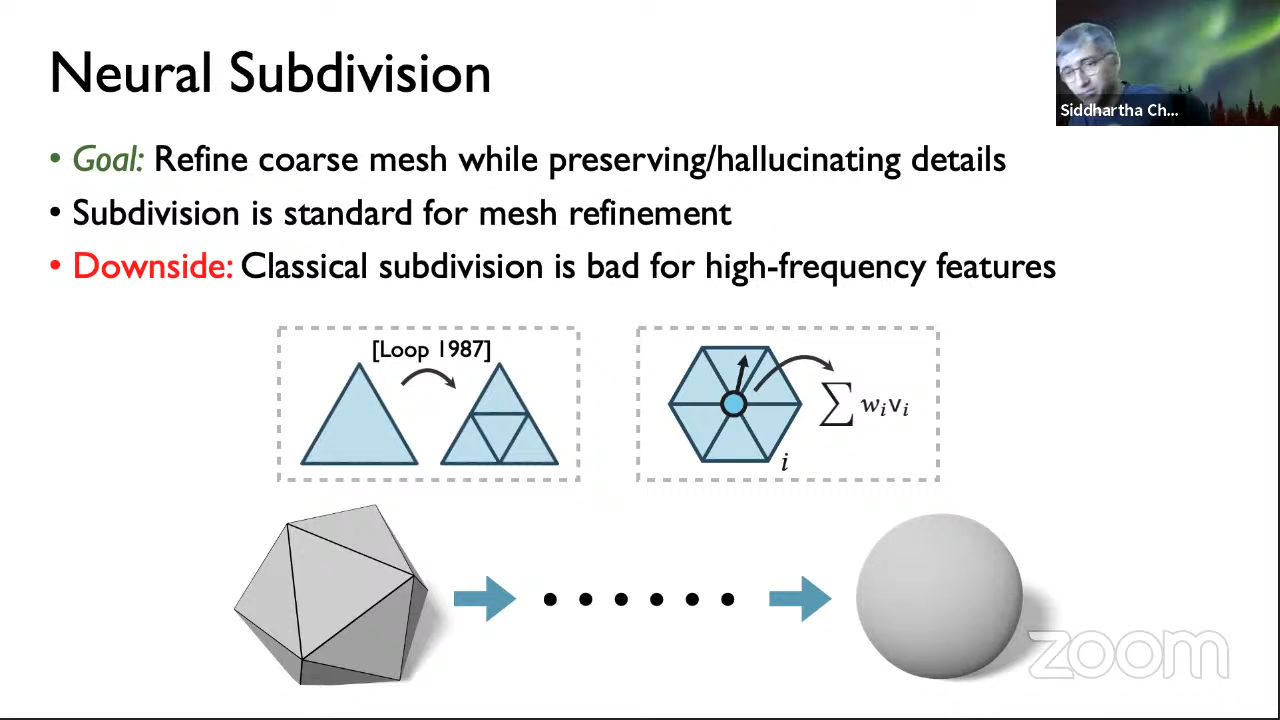 Neural Subdivision
Siddhartha Ch...
• Goal: Refine coarse mesh while preserving/hallucinating details
• Subdivision is standard for mesh refinement
• Downside: Classical subdivision is bad for high-frequency features
[Loop 1987]
∑ wᵢvᵢ
i
zoom